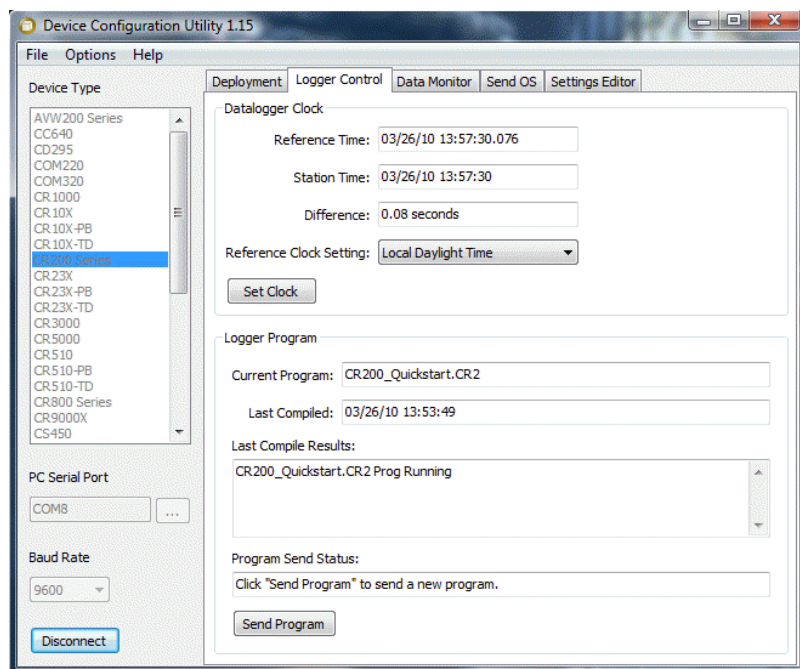 Device Configuration Utility 1.15
File Options Help
Device Type
AVW200 Series
CC640
CD295
COM220
COM320
CR1000
CR10X
CR10X-PB
CR10X-TD
CR200 Series
CR23X
CR23X-PB
CR23X-TD
CR3000
CR5000
CR510
CR510-PB
CR510-TD
CR800 Series
CR9000X
CS450
PC Serial Port
COM8 ...
Baud Rate
9600
Disconnect
Deployment Logger Control Data Monitor Send OS Settings Editor
Datalogger Clock
Reference Time: 03/26/10 13:57:30.076
Station Time: 03/26/10 13:57:30
Difference: 0.08 seconds
Reference Clock Setting: Local Daylight Time
Set Clock
Logger Program
Current Program: CR200_Quickstart.CR2
Last Compiled: 03/26/10 13:53:49
Last Compile Results:
CR200_Quickstart.CR2 Prog Running
Program Send Status:
Click "Send Program" to send a new program.
Send Program